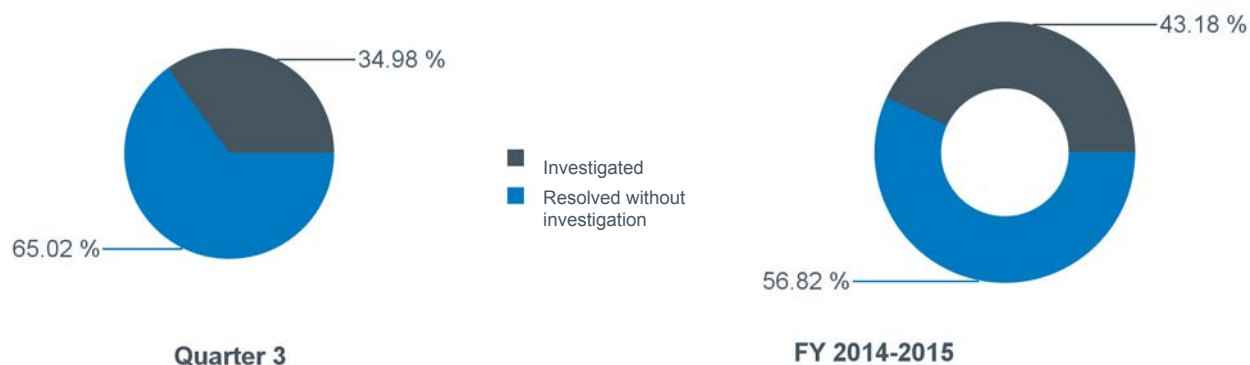 34.98 %
65.02 %
Quarter 3
Investigated
Resolved without
investigation
43.18 %
56.82 %
FY 2014-2015